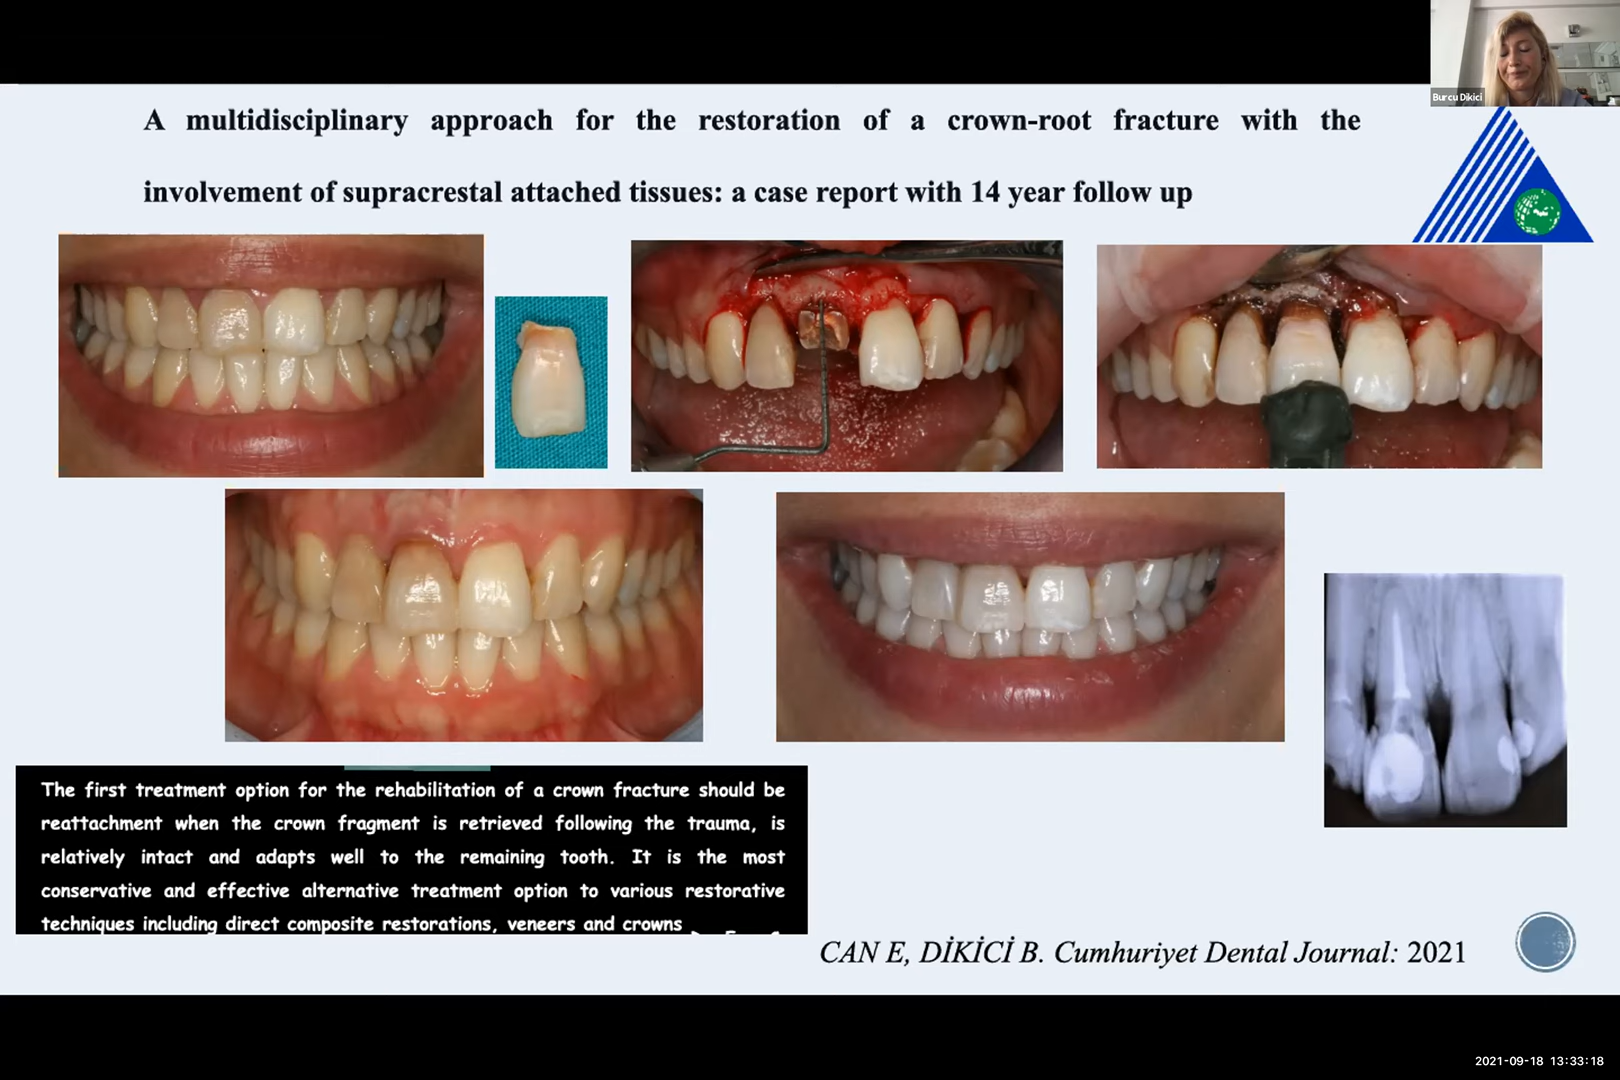 Burcu Dikici
A multidisciplinary approach for the restoration of a crown-root fracture with the
involvement of supracrestal attached tissues: a case report with 14 year follow up
The first treatment option for the rehabilitation of a crown fracture should be
reattachment when the crown fragment is retrieved following the trauma, is
relatively intact and adapts well to the remaining tooth. It is the most
conservative and effective alternative treatment option to various restorative
techniques including direct composite restorations, veneers and crowns
CAN E, DİKİCİ B. Cumhuriyet Dental Journal: 2021
2021-09-18 13:33:18